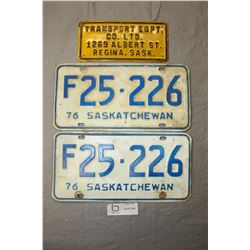 TRANSPORT EQPT.
CO. LTD.
1269 ALBERT ST.
REGINA, SASK.
F25·226
76 SASKATCHEWAN
F25·226
76 SASKATCHEWAN